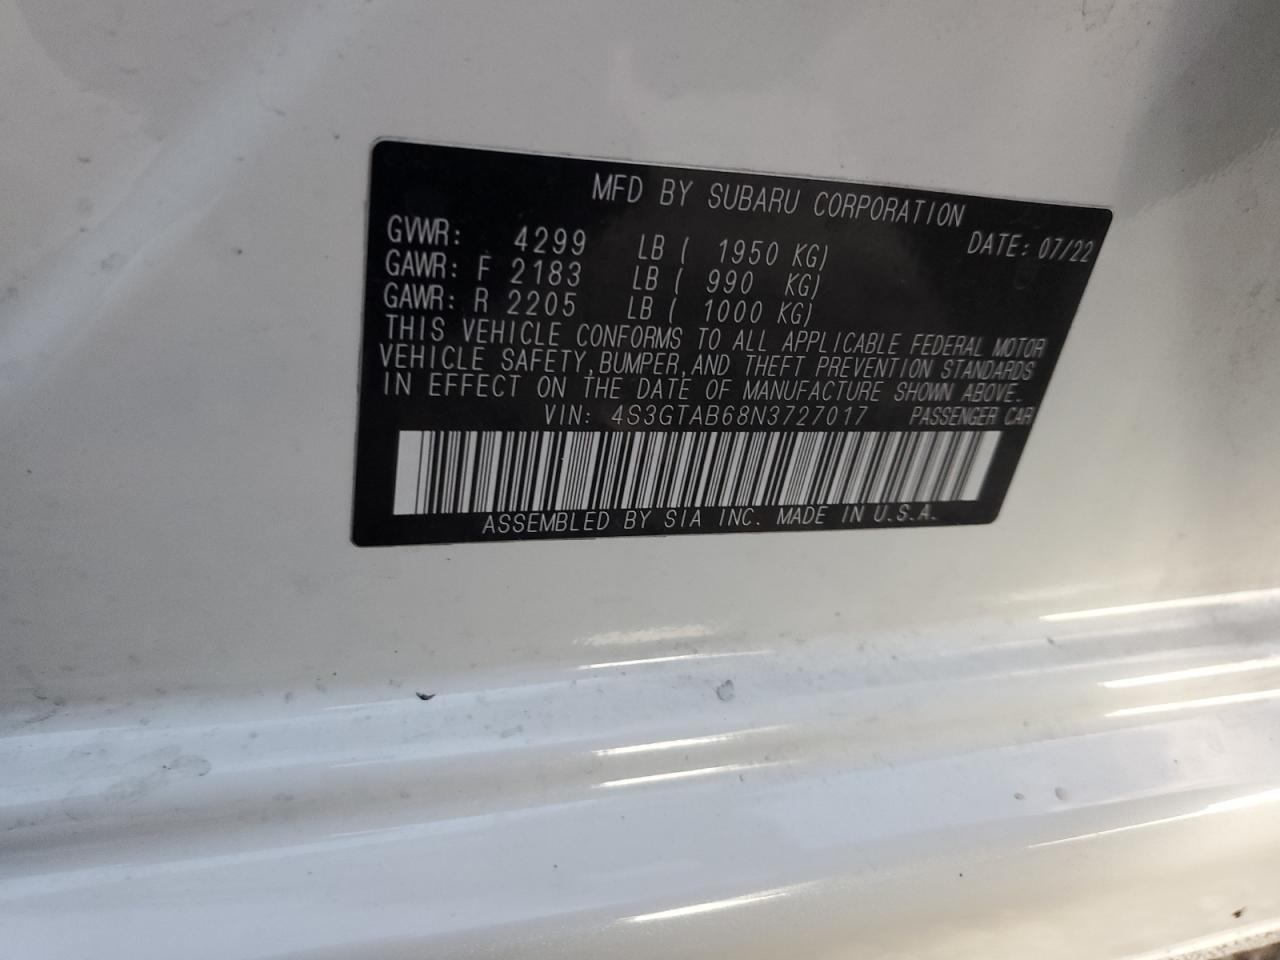 MFD BY SUBARU CORPORATION
GVWR: 4299 LB ( 1950 KG) DATE: 07/22
GAWR: F 2183 LB ( 990 KG)
GAWR: R 2205 LB ( 1000 KG)
THIS VEHICLE CONFORMS TO ALL APPLICABLE FEDERAL MOTOR
VEHICLE SAFETY, BUMPER, AND THEFT PREVENTION STANDARDS
IN EFFECT ON THE DATE OF MANUFACTURE SHOWN ABOVE.
VIN: 4S3GTAB68N3727017 PASSENGER CAR
ASSEMBLED BY SIA INC. MADE IN U.S.A.